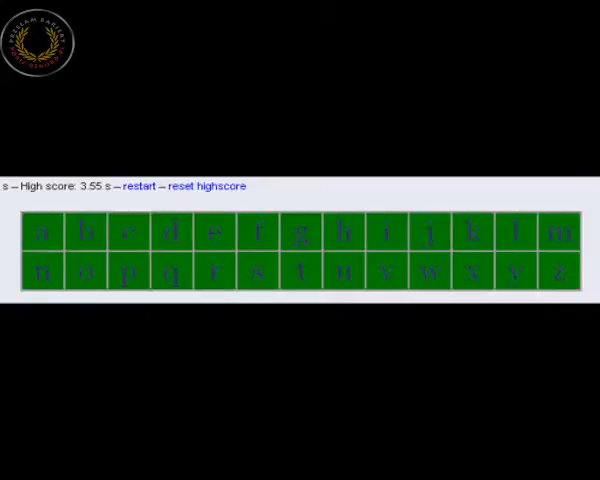 s – High score: 3.55 s – restart – reset highscore
a b c d e f g h i j k l m
n o p q r s t u v w x y z